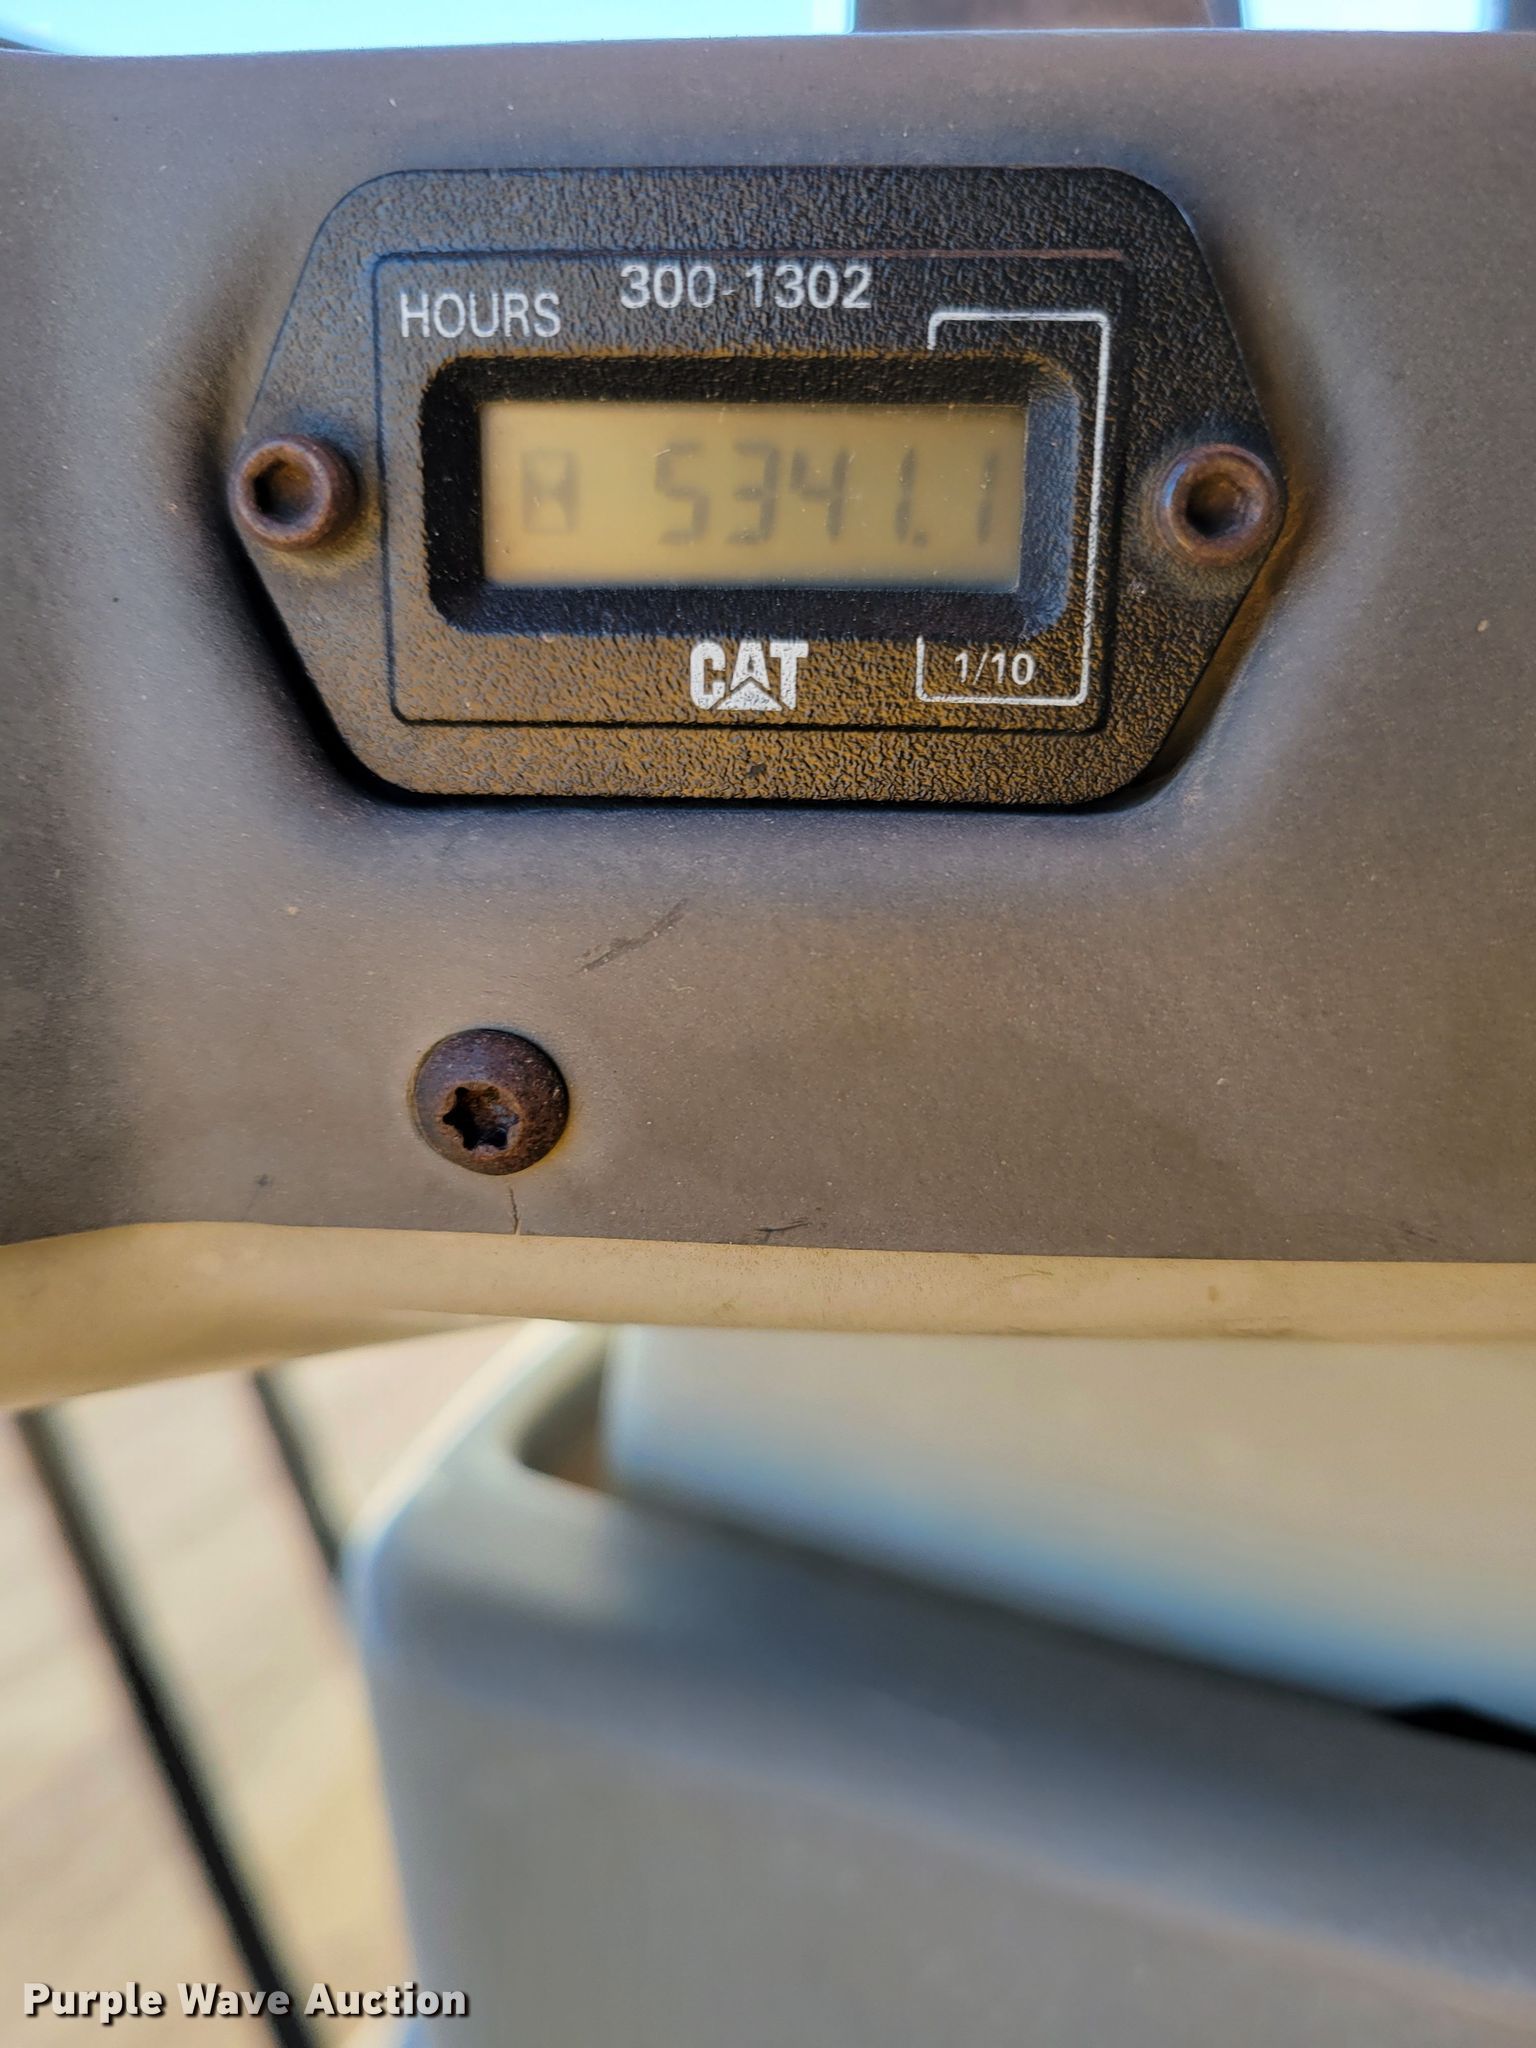 300-1302
HOURS
5341.1
CAT
1/10
Purple Wave Auction